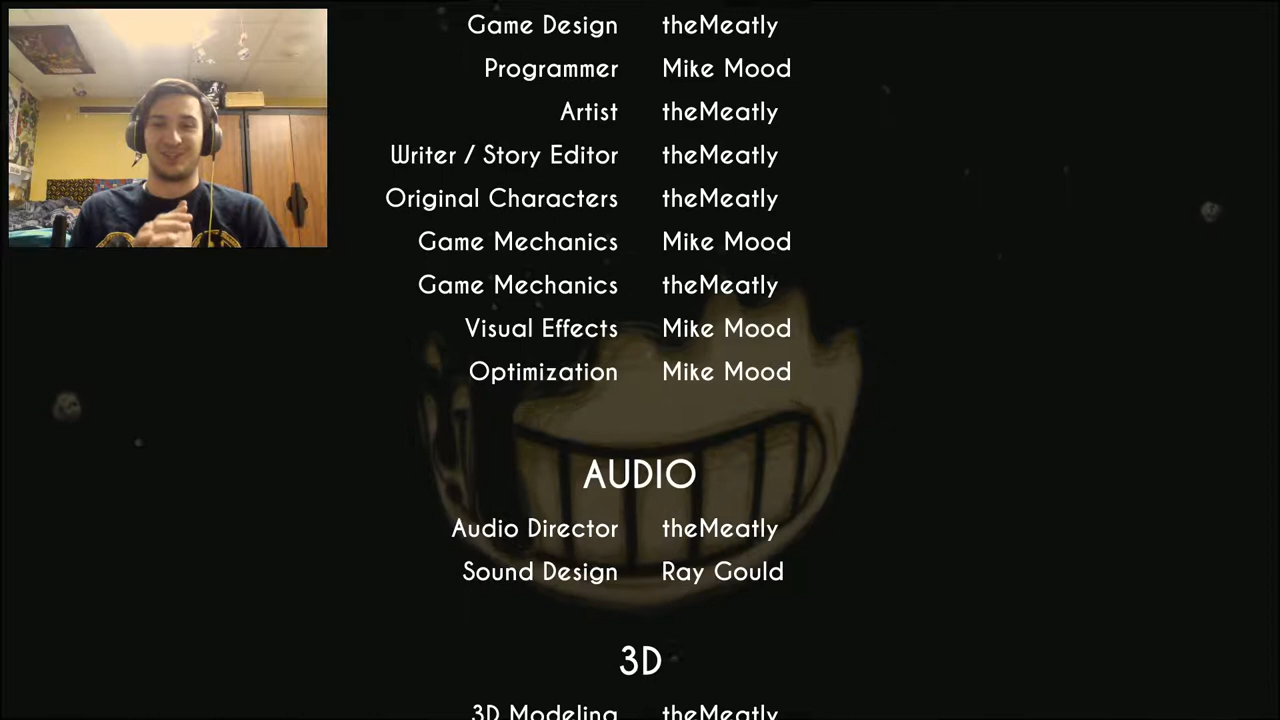 Game Design theMeatly
Programmer Mike Mood
Artist theMeatly
Writer / Story Editor theMeatly
Original Characters theMeatly
Game Mechanics Mike Mood
Game Mechanics theMeatly
Visual Effects Mike Mood
Optimization Mike Mood
AUDIO
Audio Director theMeatly
Sound Design Ray Gould
3D
3D Modeling theMeatly